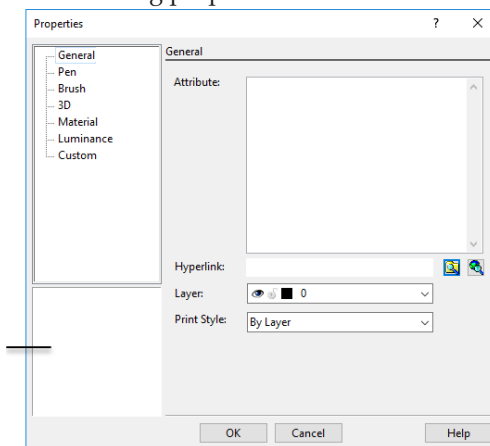 Properties ?
General
Pen
Brush
3D
Material
Luminance
Custom
General
Attribute:
Hyperlink:
Layer: 0
Print Style: By Layer
OK Cancel Help